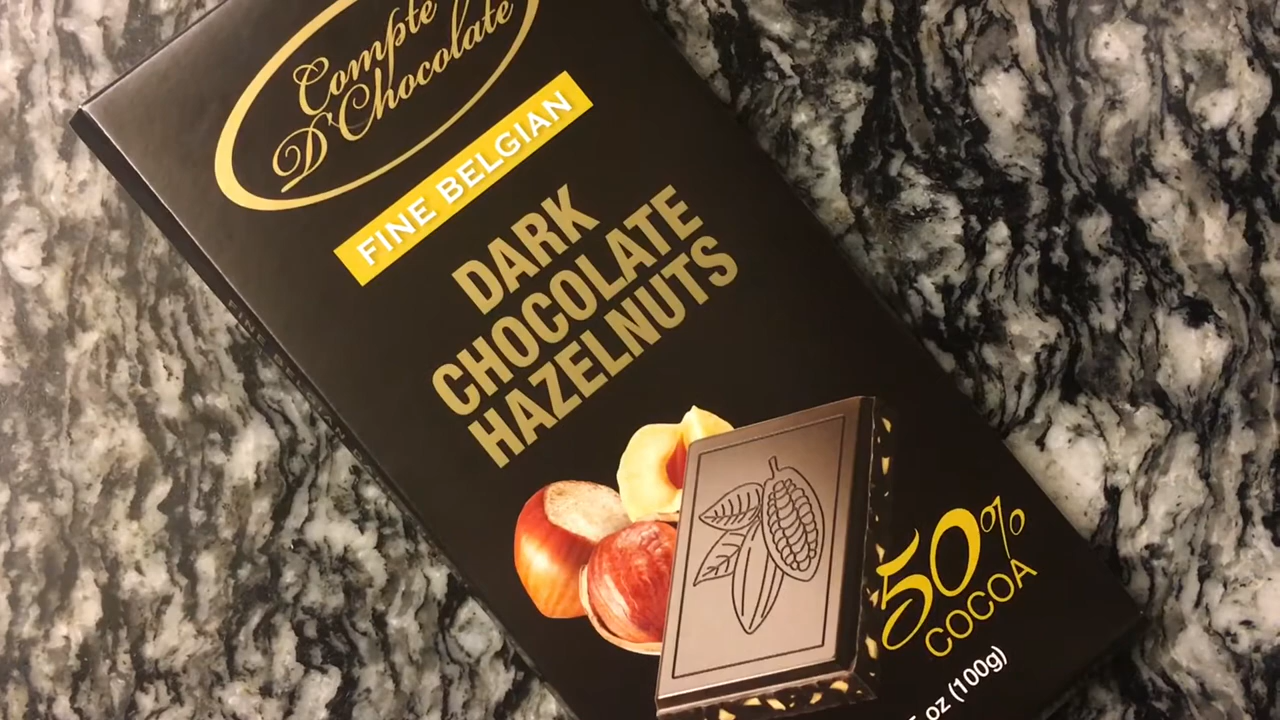 Compte
D'Chocolate
FINE BELGIAN
DARK
CHOCOLATE
HAZELNUTS
50%
COCOA
oz (100g)